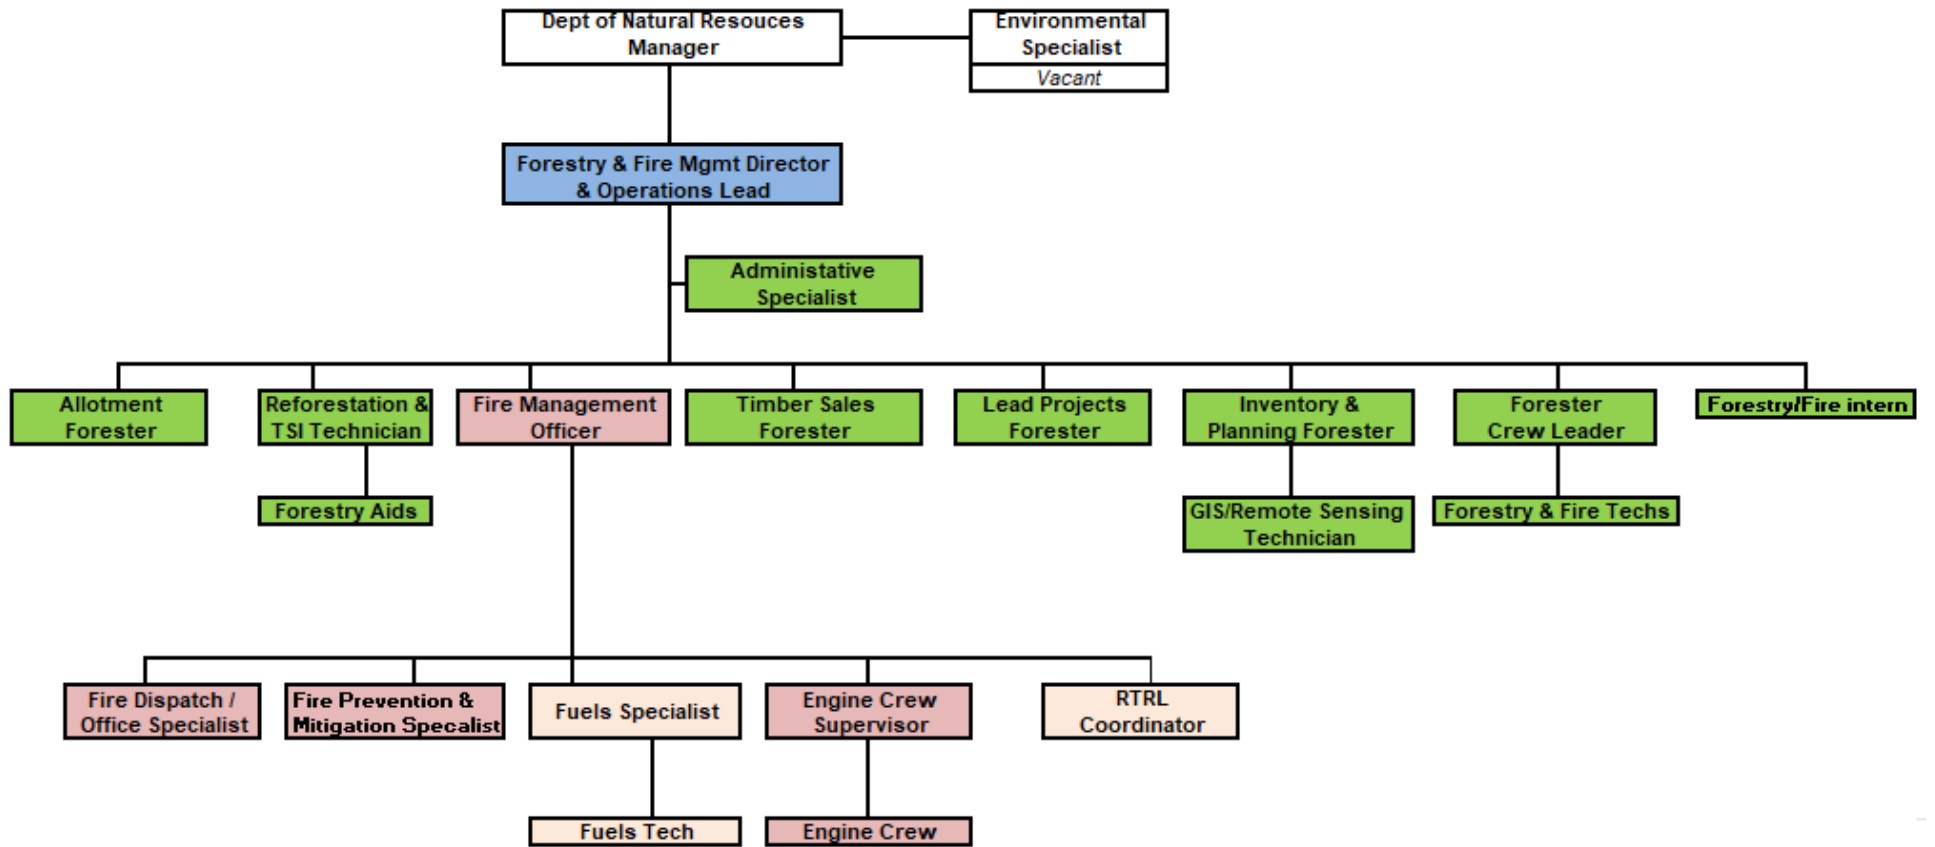 Dept of Natural Resouces
Manager
Environmental
Specialist
Vacant
Forestry & Fire Mgmt Director
& Operations Lead
Administative
Specialist
Allotment
Forester
Reforestation &
TSI Technician
Fire Management
Officer
Timber Sales
Forester
Lead Projects
Forester
Inventory &
Planning Forester
Forester
Crew Leader
Forestry/Fire intern
Forestry Aids
GIS/Remote Sensing
Technician
Forestry & Fire Techs
Fire Dispatch /
Office Specialist
Fire Prevention &
Mitigation Specalist
Fuels Specialist
Engine Crew
Supervisor
RTRL
Coordinator
Fuels Tech
Engine Crew